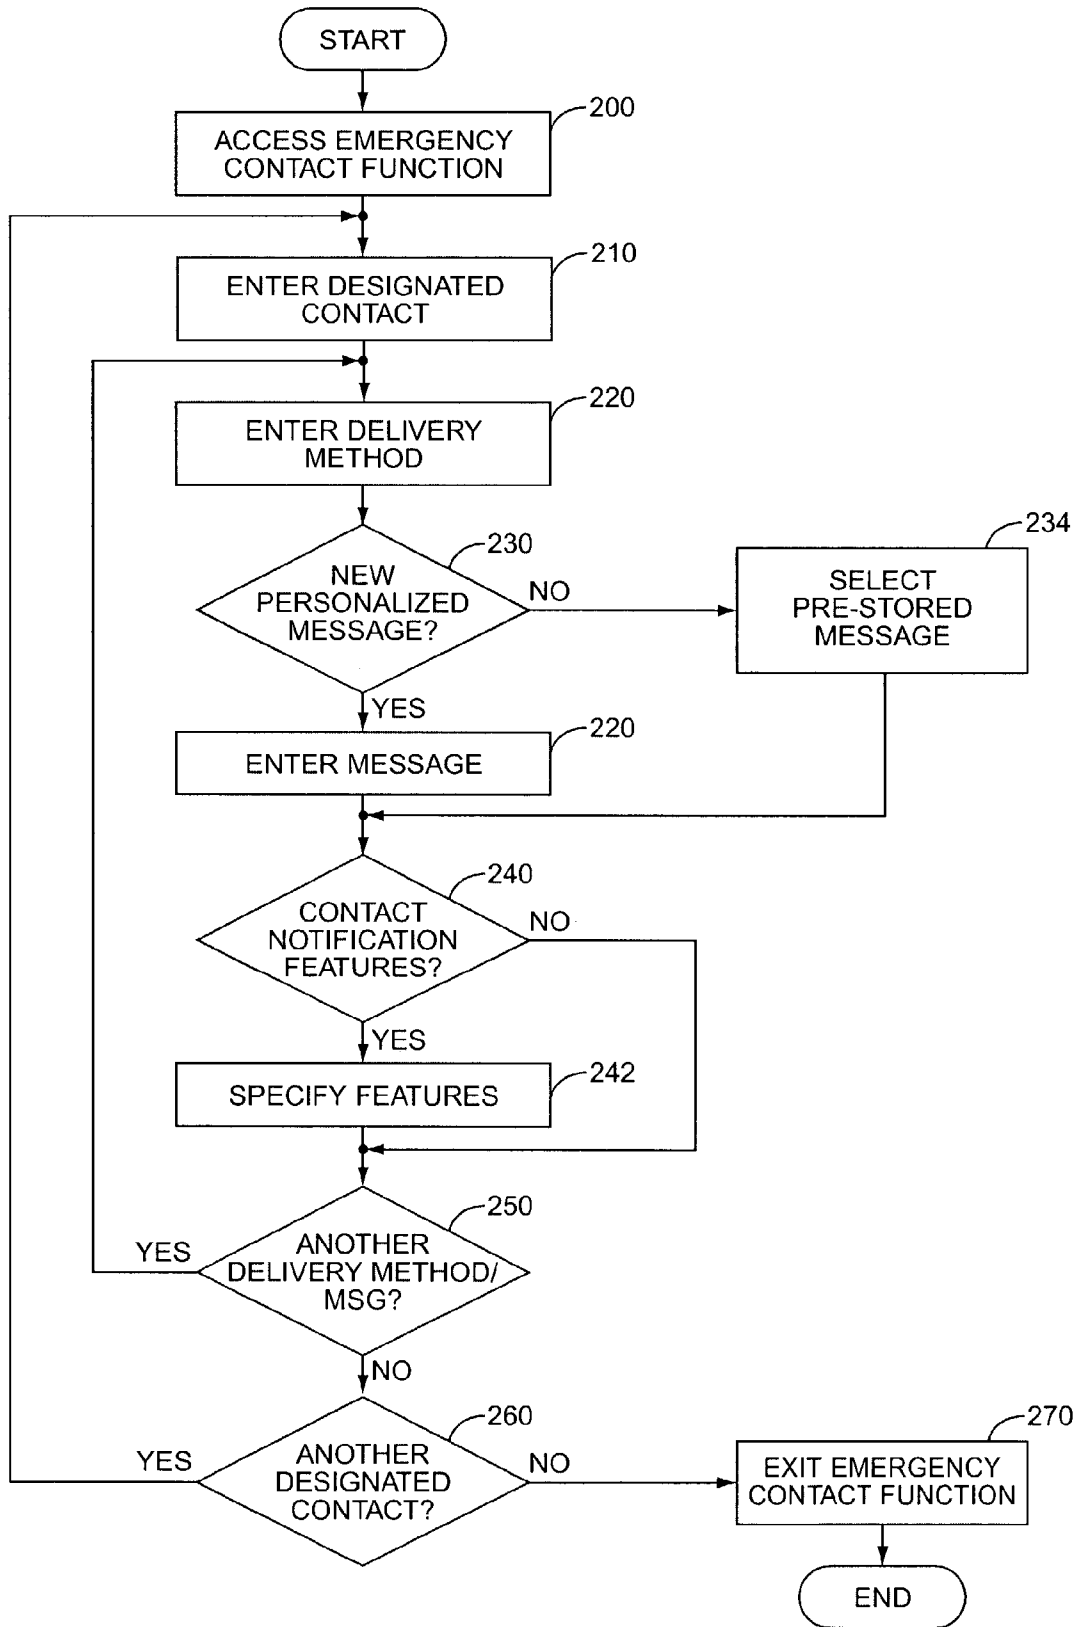 START
200
ACCESS EMERGENCY
CONTACT FUNCTION
210
ENTER DESIGNATED
CONTACT
220
ENTER DELIVERY
METHOD
230
NEW
PERSONALIZED
MESSAGE?
NO
234
SELECT
PRE-STORED
MESSAGE
YES
220
ENTER MESSAGE
240
CONTACT
NOTIFICATION
FEATURES?
NO
YES
242
SPECIFY FEATURES
250
ANOTHER
DELIVERY METHOD/
MSG?
YES
NO
260
ANOTHER
DESIGNATED
CONTACT?
YES
NO
270
EXIT EMERGENCY
CONTACT FUNCTION
END